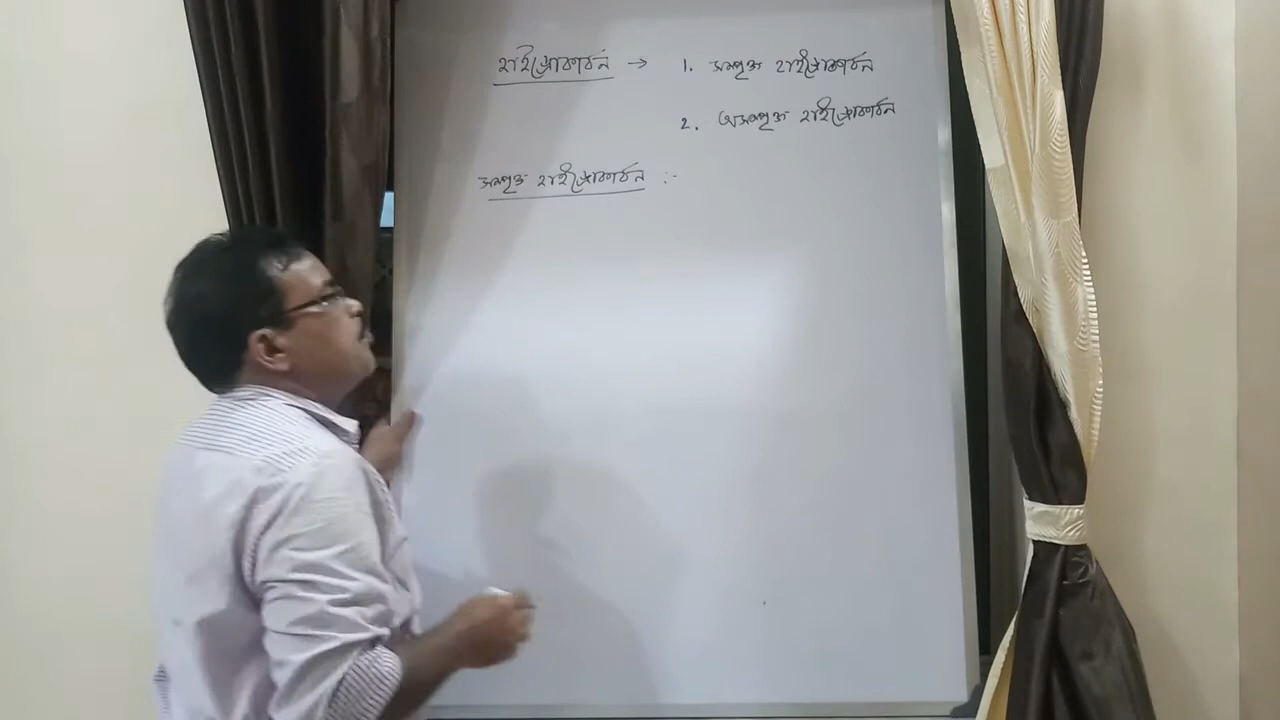 হাইড্রোকার্বন → 1. সম্পৃক্ত হাইড্রোকার্বন
2. অসম্পৃক্ত হাইড্রোকার্বন
সম্পৃক্ত হাইড্রোকার্বন :-